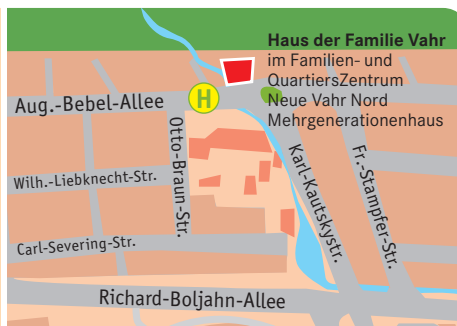 Haus der Familie Vahr
im Familien- und
QuartiersZentrum
Neue Vahr Nord
Mehrgenerationenhaus
Aug.-Bebel-Allee
H
Otto-Braun-Str.
Wilh.-Liebknecht-Str.
Karl-Kautskystr.
Fr.-Stampfer-Str.
Carl-Severing-Str.
Richard-Boljahn-Allee